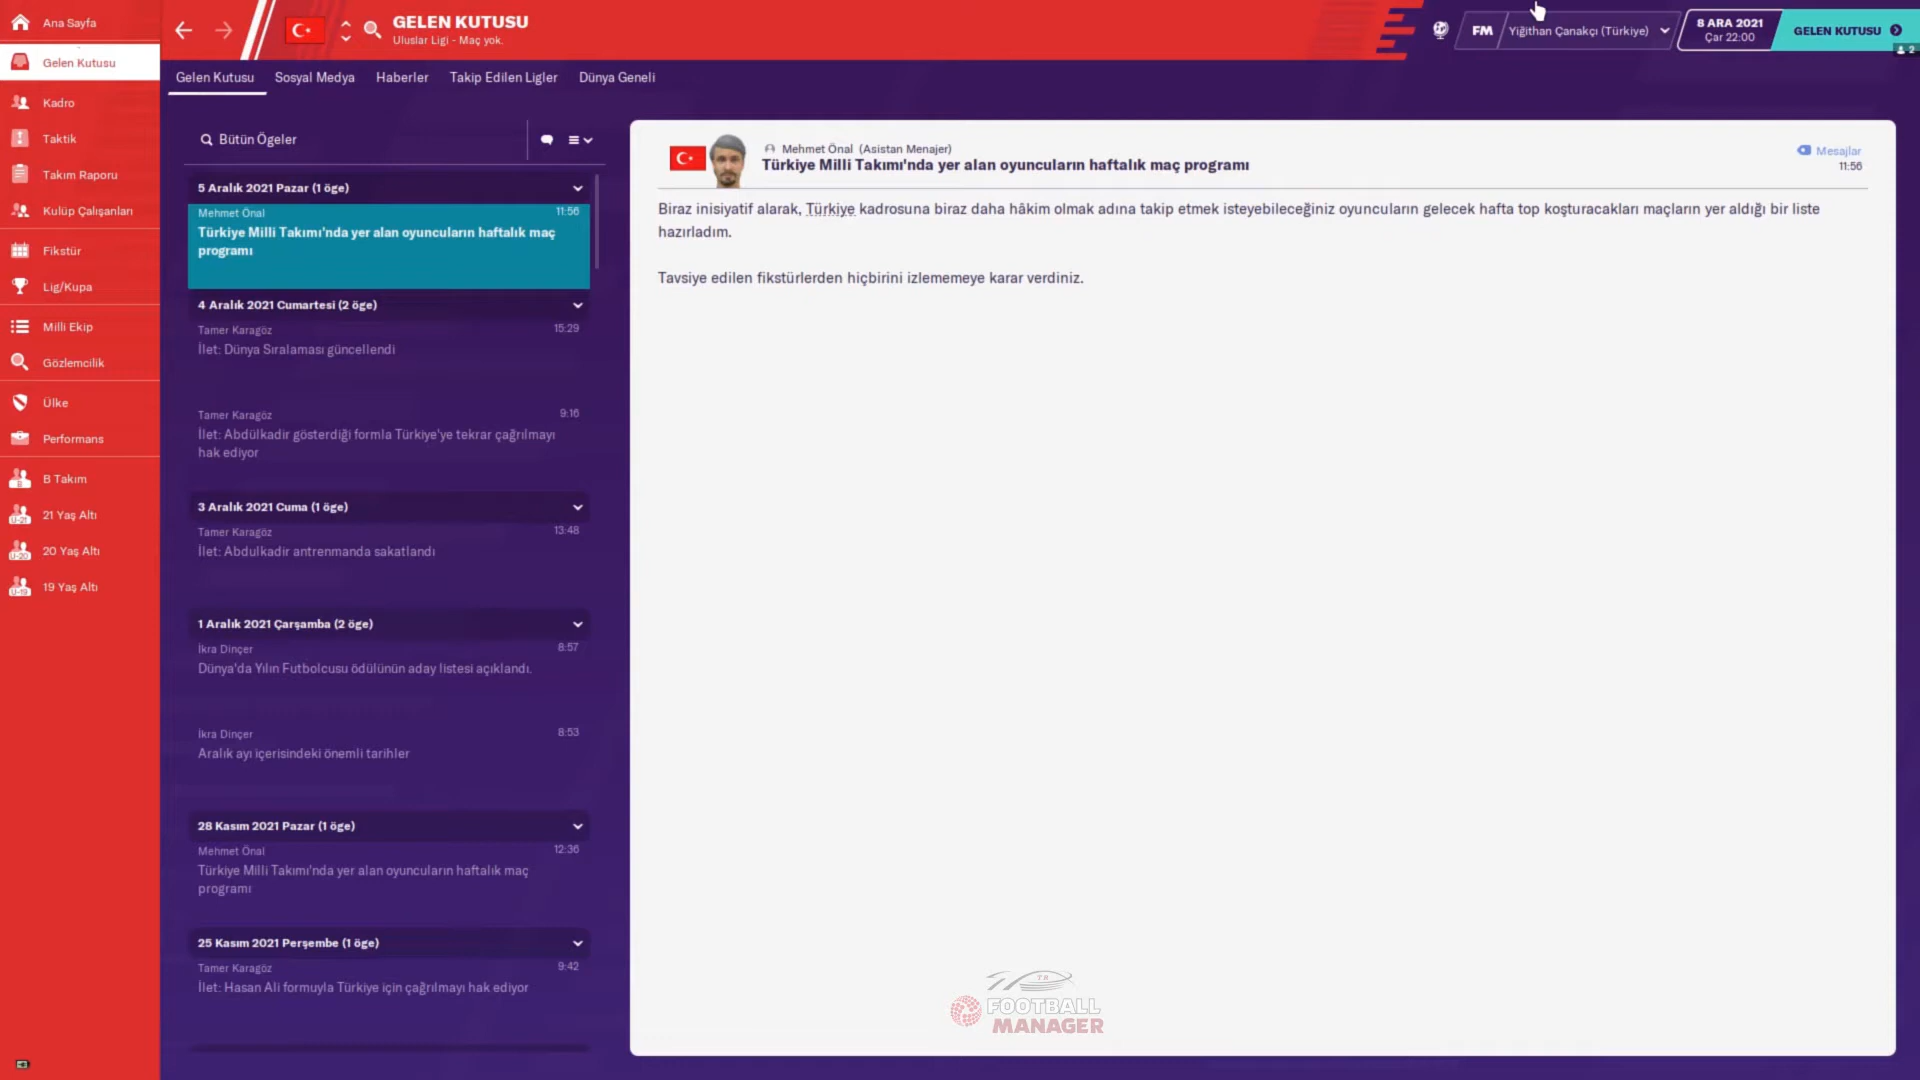 Ana Sayfa
Gelen Kutusu
Kadro
Taktik
Takım Raporu
Kulüp Çalışanları
Fikstür
Lig/Kupa
Milli Ekip
Gözlemcilik
Ülke
Performans
B Takım
21 Yaş Altı
20 Yaş Altı
19 Yaş Altı
GELEN KUTUSU
Uluslar Ligi - Maç yok.
FM
Yiğithan Çanakçı (Türkiye)
8 ARA 2021
Çar 22:00
GELEN KUTUSU
2
Gelen Kutusu
Sosyal Medya
Haberler
Takip Edilen Ligler
Dünya Geneli
Bütün Ögeler
5 Aralık 2021 Pazar (1 öge)
Mehmet Önal 11:56
Türkiye Milli Takımı'nda yer alan oyuncuların haftalık maç
programı
4 Aralık 2021 Cumartesi (2 öge)
Tamer Karagöz 15:29
İlet: Dünya Sıralaması güncellendi
Tamer Karagöz 9:16
İlet: Abdülkadir gösterdiği formla Türkiye'ye tekrar çağrılmayı
hak ediyor
3 Aralık 2021 Cuma (1 öge)
Tamer Karagöz 13:48
İlet: Abdulkadir antrenmanda sakatlandı
1 Aralık 2021 Çarşamba (2 öge)
İkra Dinçer 8:57
Dünya'da Yılın Futbolcusu ödülünün aday listesi açıklandı.
İkra Dinçer 8:53
Aralık ayı içerisindeki önemli tarihler
28 Kasım 2021 Pazar (1 öge)
Mehmet Önal 12:36
Türkiye Milli Takımı'nda yer alan oyuncuların haftalık maç
programı
25 Kasım 2021 Perşembe (1 öge)
Tamer Karagöz 9:42
İlet: Hasan Ali formuyla Türkiye için çağrılmayı hak ediyor
Mehmet Önal (Asistan Menajer)
Türkiye Milli Takımı'nda yer alan oyuncuların haftalık maç programı
Mesajlar
11:56
Biraz inisiyatif alarak, Türkiye kadrosuna biraz daha hâkim olmak adına takip etmek isteyebileceğiniz oyuncuların gelecek hafta top koşturacakları maçların yer aldığı bir liste
hazırladım.
Tavsiye edilen fikstürlerden hiçbirini izlememeye karar verdiniz.
TR
FOOTBALL
MANAGER